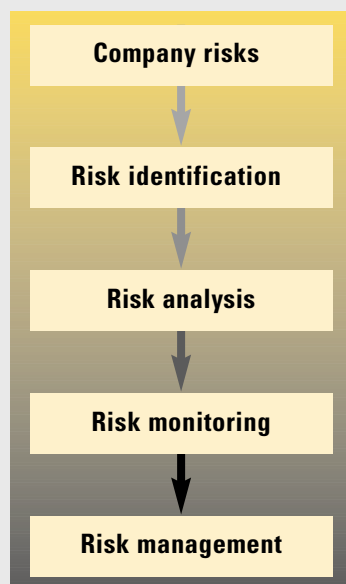 Company risks
Risk identification
Risk analysis
Risk monitoring
Risk management